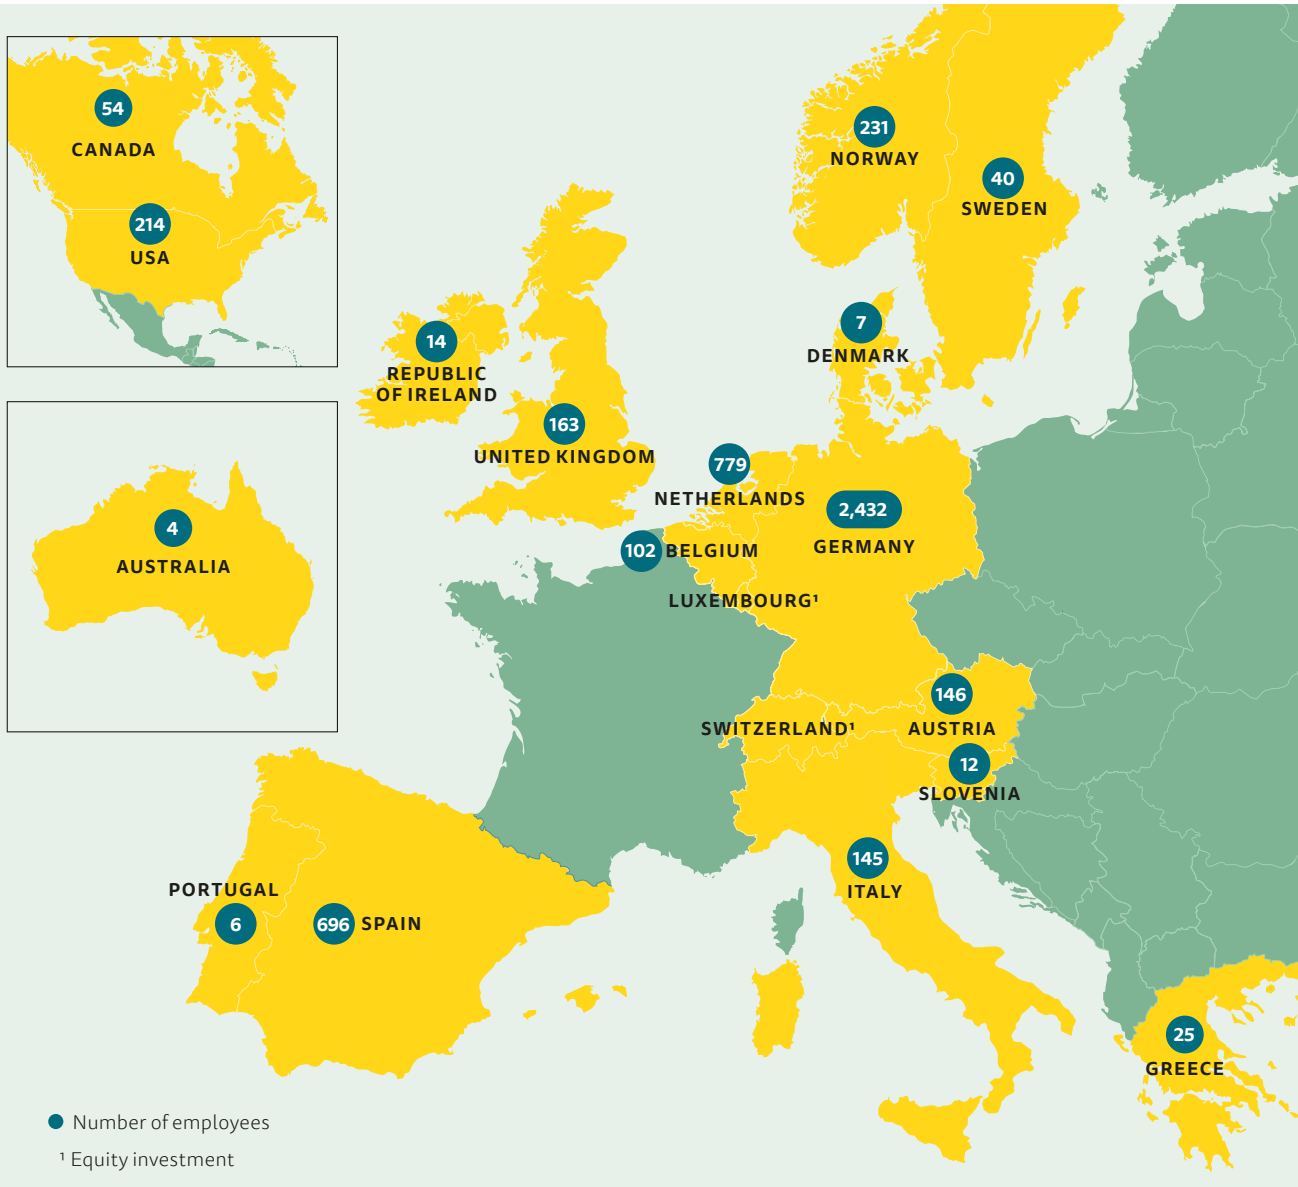 54
CANADA
214
USA
231
NORWAY
40
SWEDEN
7
DENMARK
14
REPUBLIC
OF IRELAND
163
UNITED KINGDOM
779
NETHERLANDS
2,432
GERMANY
102 BELGIUM
LUXEMBOURG¹
4
AUSTRALIA
146
SWITZERLAND¹
AUSTRIA
12
SLOVENIA
145
ITALY
PORTUGAL
6
696 SPAIN
25
GREECE
Number of employees
¹ Equity investment